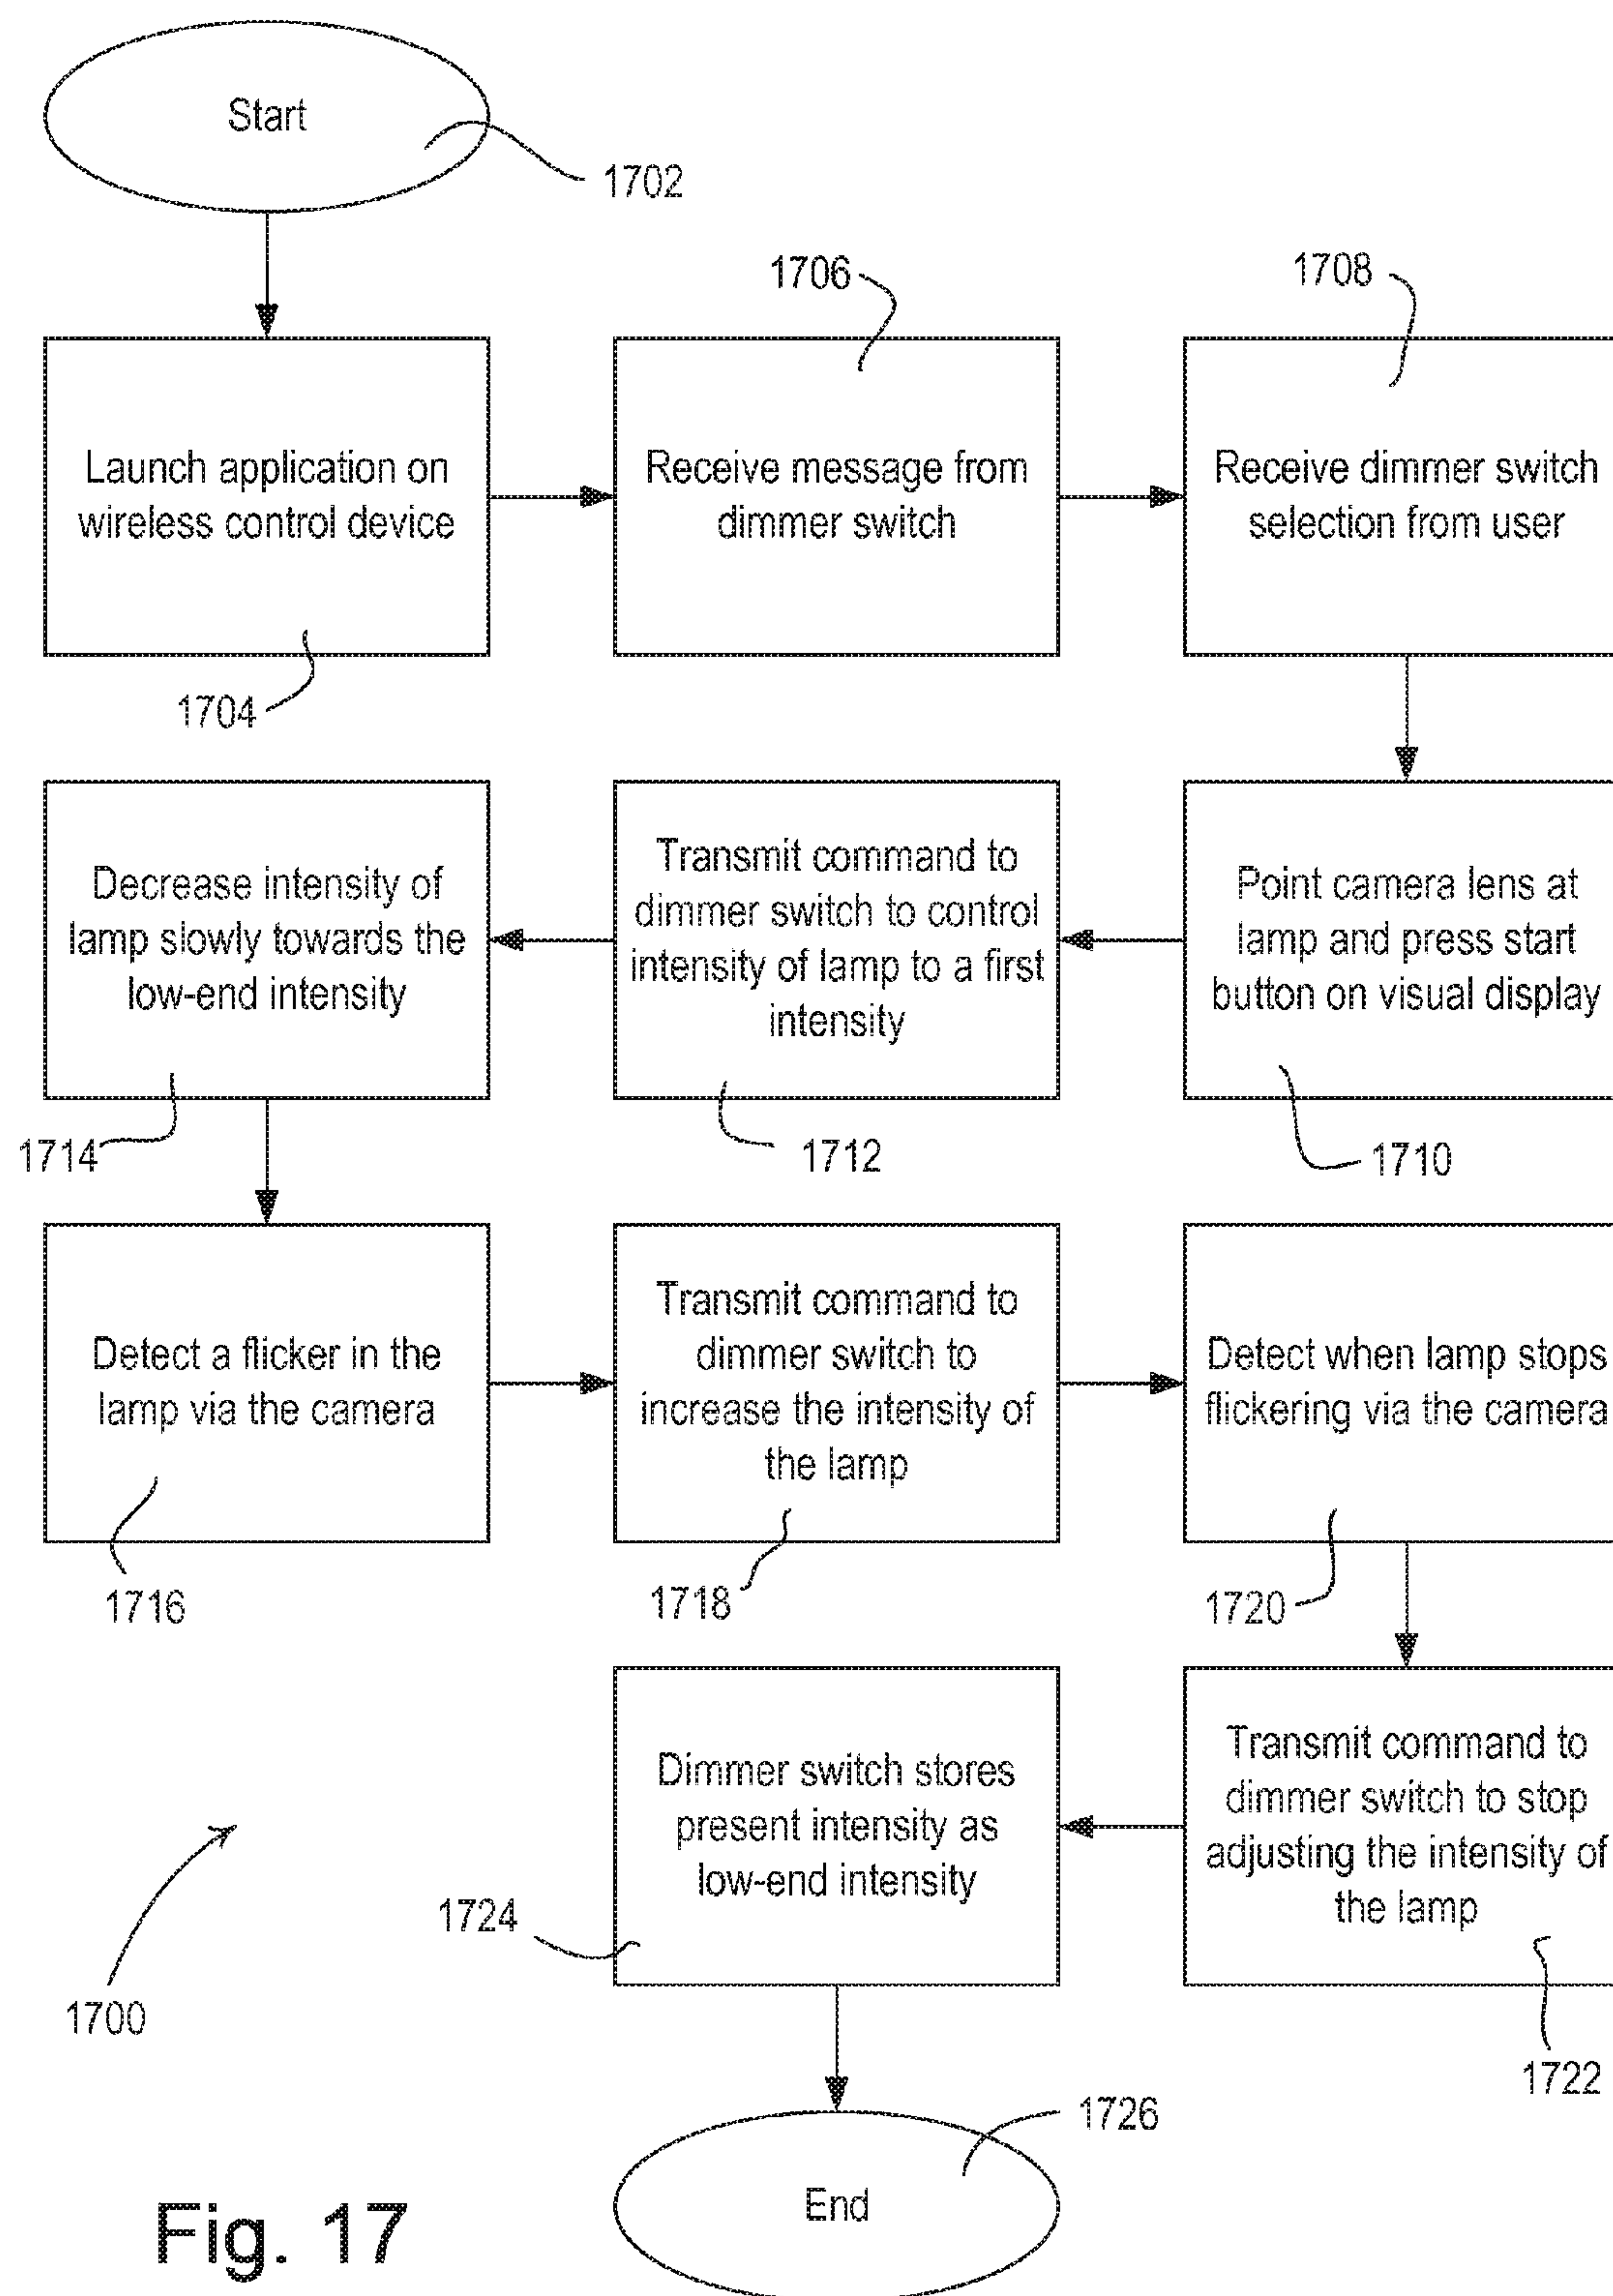 Start
1702
1706
1708
Launch application on
wireless control device
1704
Receive message from
dimmer switch
Receive dimmer switch
selection from user
Point camera lens at
lamp and press start
button on visual display
1710
Transmit command to
dimmer switch to control
intensity of lamp to a first
intensity
1712
Decrease intensity of
lamp slowly towards the
low-end intensity
1714
Detect a flicker in the
lamp via the camera
1716
Transmit command to
dimmer switch to
increase the intensity of
the lamp
1718
Detect when lamp stops
flickering via the camera
1720
Transmit command to
dimmer switch to stop
adjusting the intensity of
the lamp
1722
Dimmer switch stores
present intensity as
low-end intensity
1724
1700
1726
End
Fig. 17